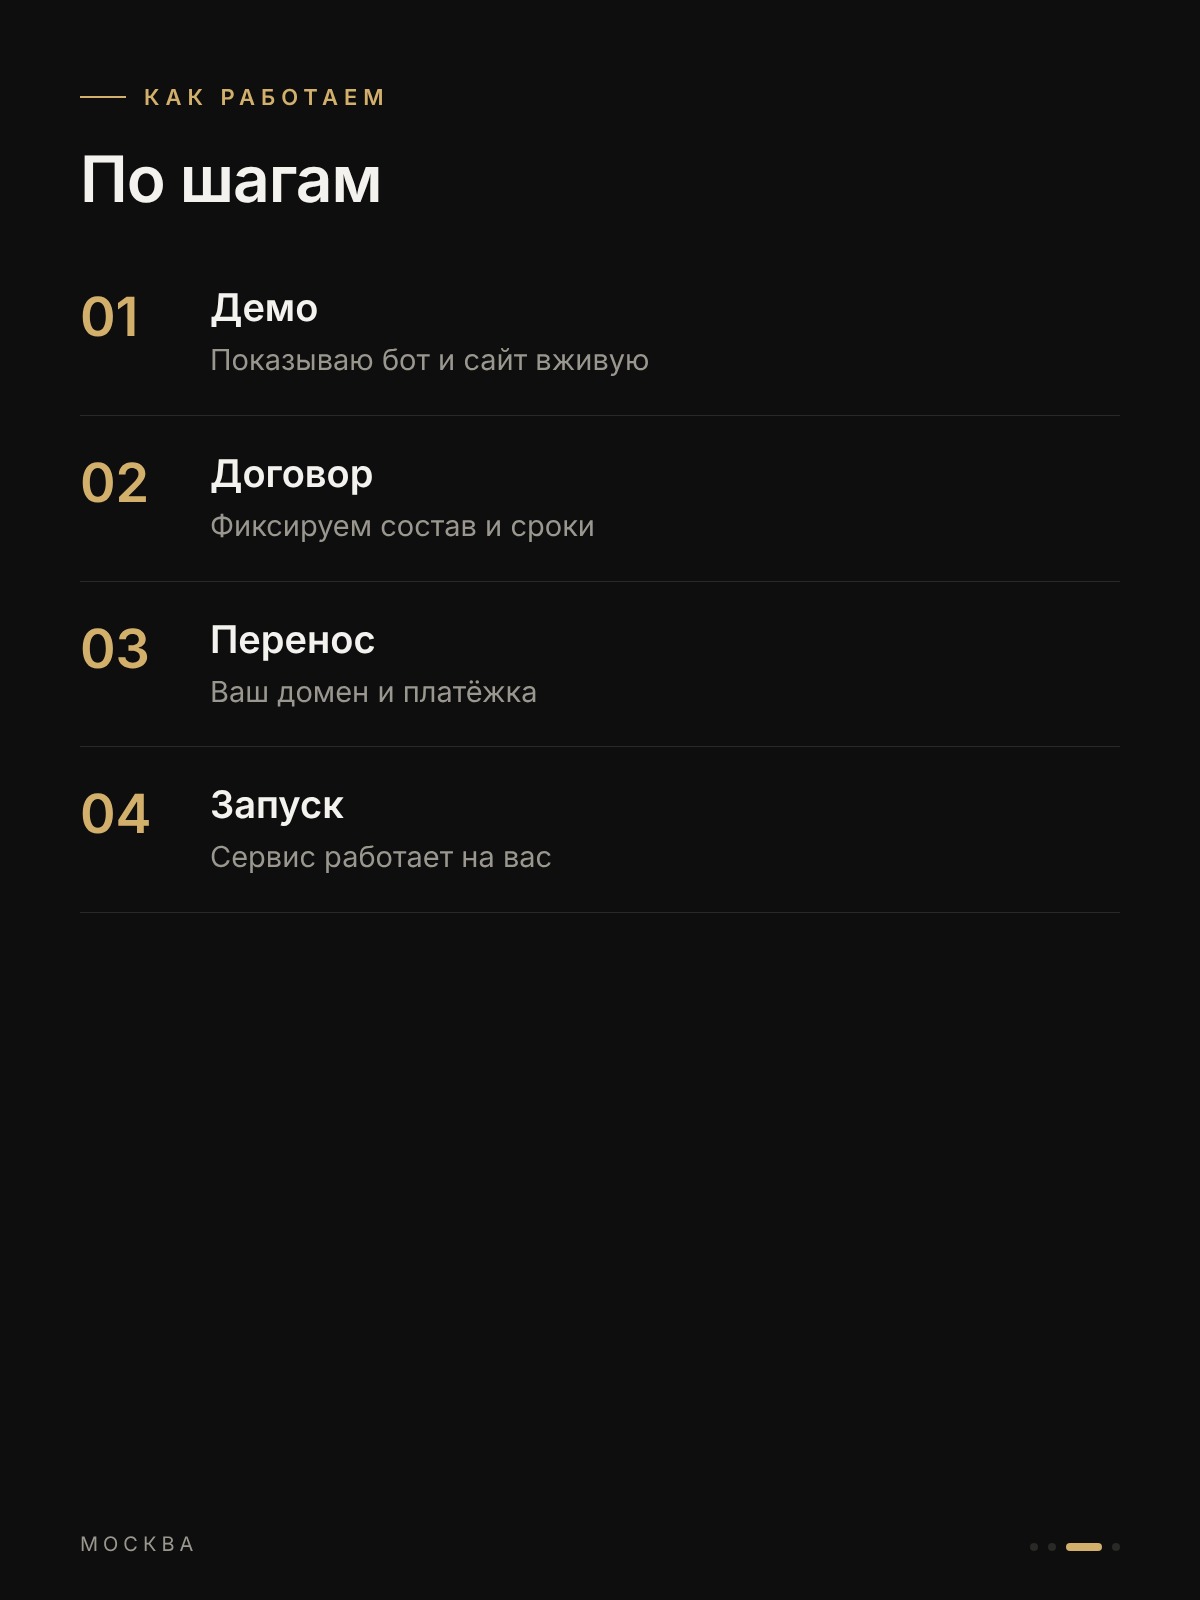 КАК РАБОТАЕМ
По шагам
01
Демо
Показываю бот и сайт вживую
02
Договор
Фиксируем состав и сроки
03
Перенос
Ваш домен и платёжка
04
Запуск
Сервис работает на вас
МОСКВА